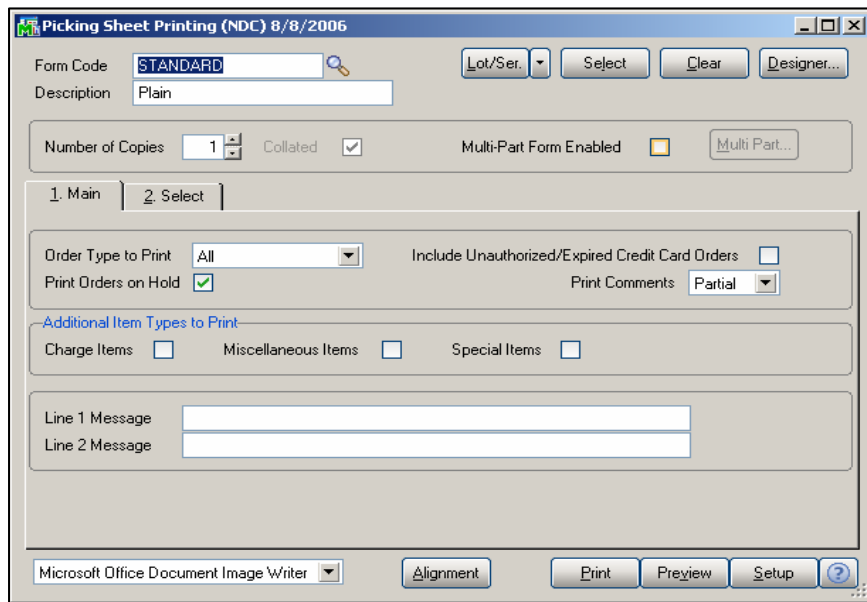 Picking Sheet Printing (NDC) 8/8/2006
Form Code STANDARD Lot/Ser. Select Clear Designer...
Description Plain
Number of Copies 1 Collated Multi-Part Form Enabled Multi Part...
1. Main 2. Select
Order Type to Print All Include Unauthorized/Expired Credit Card Orders
Print Orders on Hold Print Comments Partial
Additional Item Types to Print
Charge Items Miscellaneous Items Special Items
Line 1 Message
Line 2 Message
Microsoft Office Document Image Writer Alignment Print Preview Setup ?